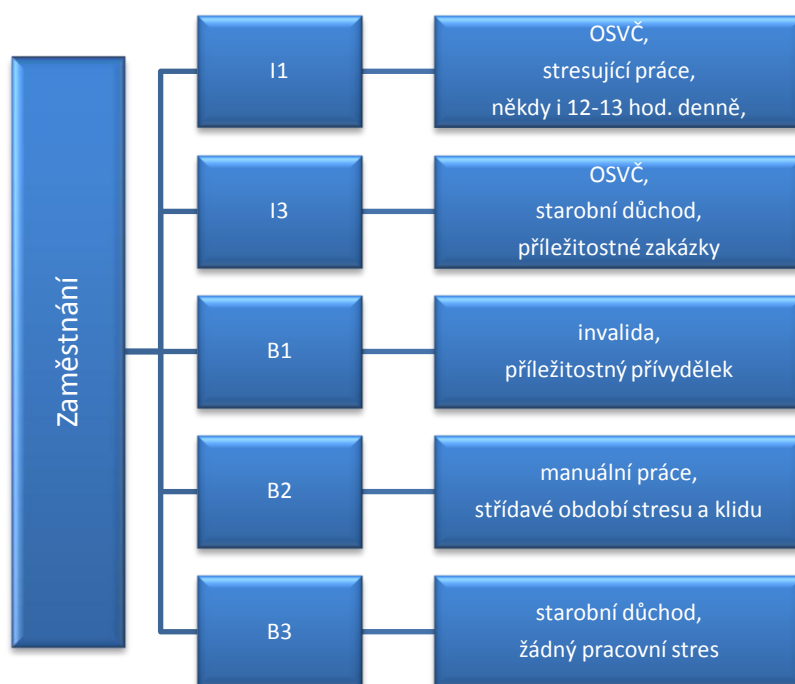 Zaměstnání
I1
OSVČ,
stresující práce,
někdy i 12-13 hod. denně,
I3
OSVČ,
starobní důchod,
příležitostné zakázky
B1
invalida,
příležitostný přívydělek
B2
manuální práce,
střídavé období stresu a klidu
B3
starobní důchod,
žádný pracovní stres